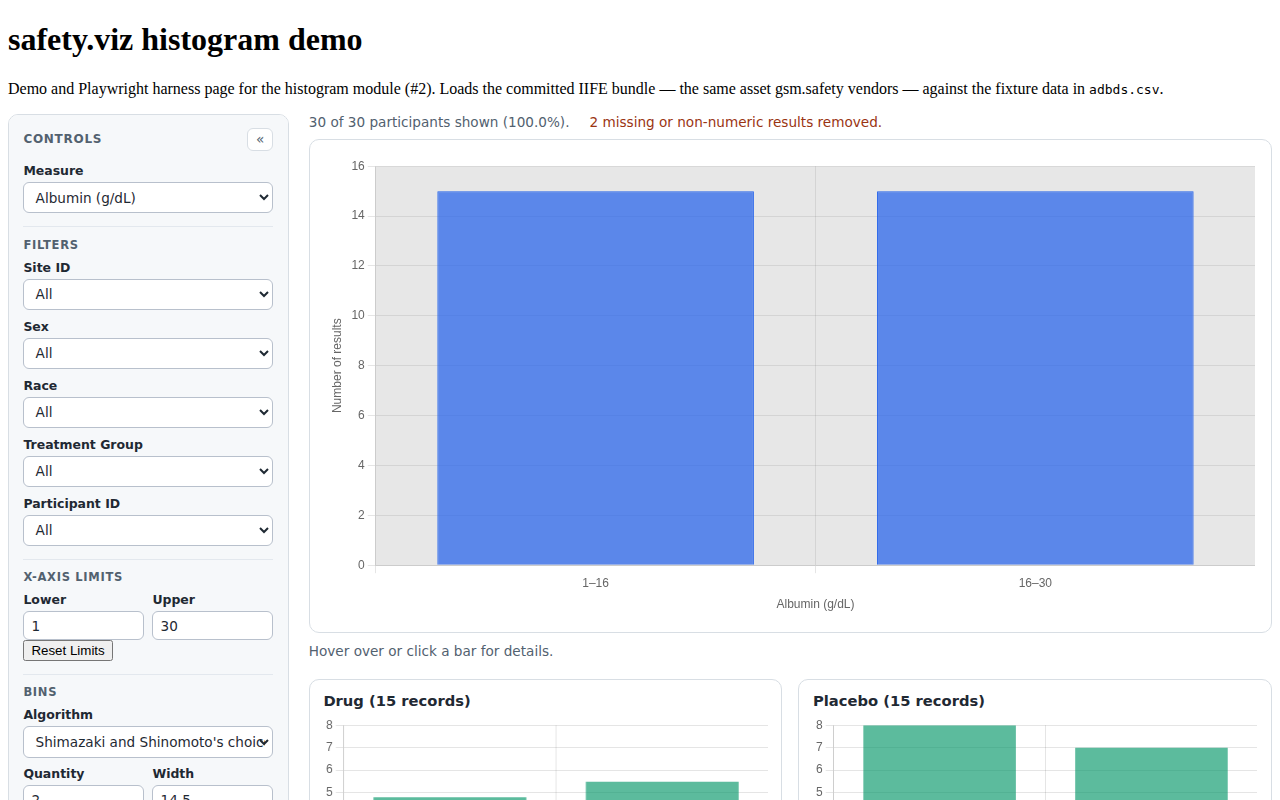 safety.viz histogram demo
Demo and Playwright harness page for the histogram module (#2). Loads the committed IIFE bundle — the same asset gsm.safety vendors — against the fixture data in adbds.csv.
CONTROLS
«
Measure
Albumin (g/dL)
FILTERS
Site ID
All
Sex
All
Race
All
Treatment Group
All
Participant ID
All
X-AXIS LIMITS
Lower Upper
1 30
Reset Limits
BINS
Algorithm
Shimazaki and Shinomoto's choic
Quantity Width
2 14.5
30 of 30 participants shown (100.0%). 2 missing or non-numeric results removed.
16
14
12
10
8
6
4
2
0
Number of results
1–16 16–30
Albumin (g/dL)
Hover over or click a bar for details.
Drug (15 records)
8
7
6
5
Placebo (15 records)
8
7
6
5